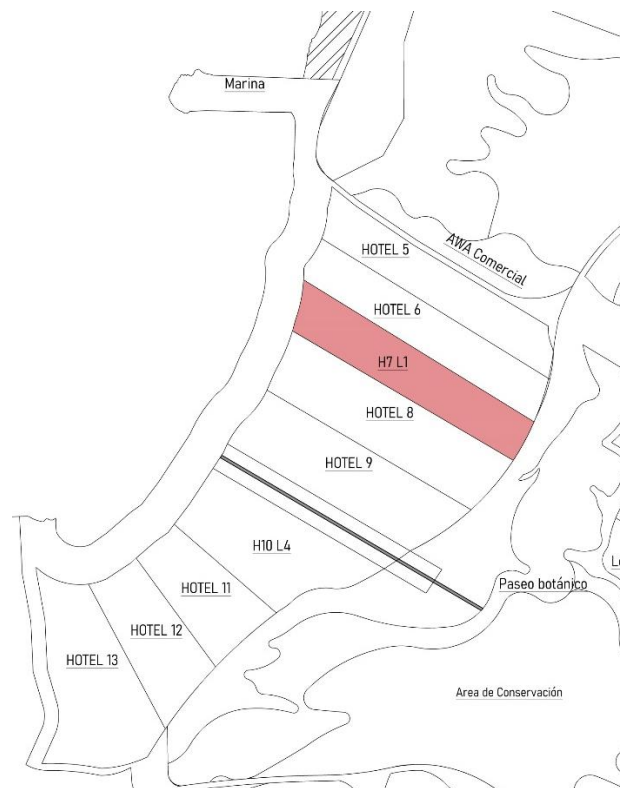 Marina
HOTEL 5
AWA Comercial
HOTEL 6
H7 L1
HOTEL 8
HOTEL 9
H10 L4
HOTEL 11
HOTEL 12
HOTEL 13
Paseo botánico
Area de Conservación